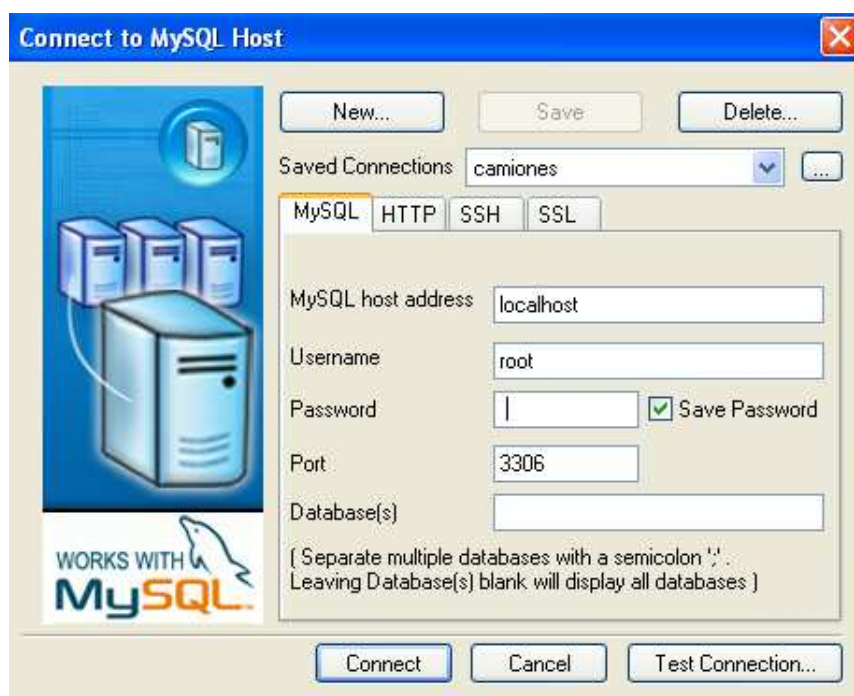 Connect to MySQL Host
New... Save Delete...
Saved Connections camiones ...
MySQL HTTP SSH SSL
MySQL host address localhost
Username root
Password Save Password
Port 3306
Database(s)
( Separate multiple databases with a semicolon ';' .
Leaving Database(s) blank will display all databases )
WORKS WITH
MySQL
Connect Cancel Test Connection...